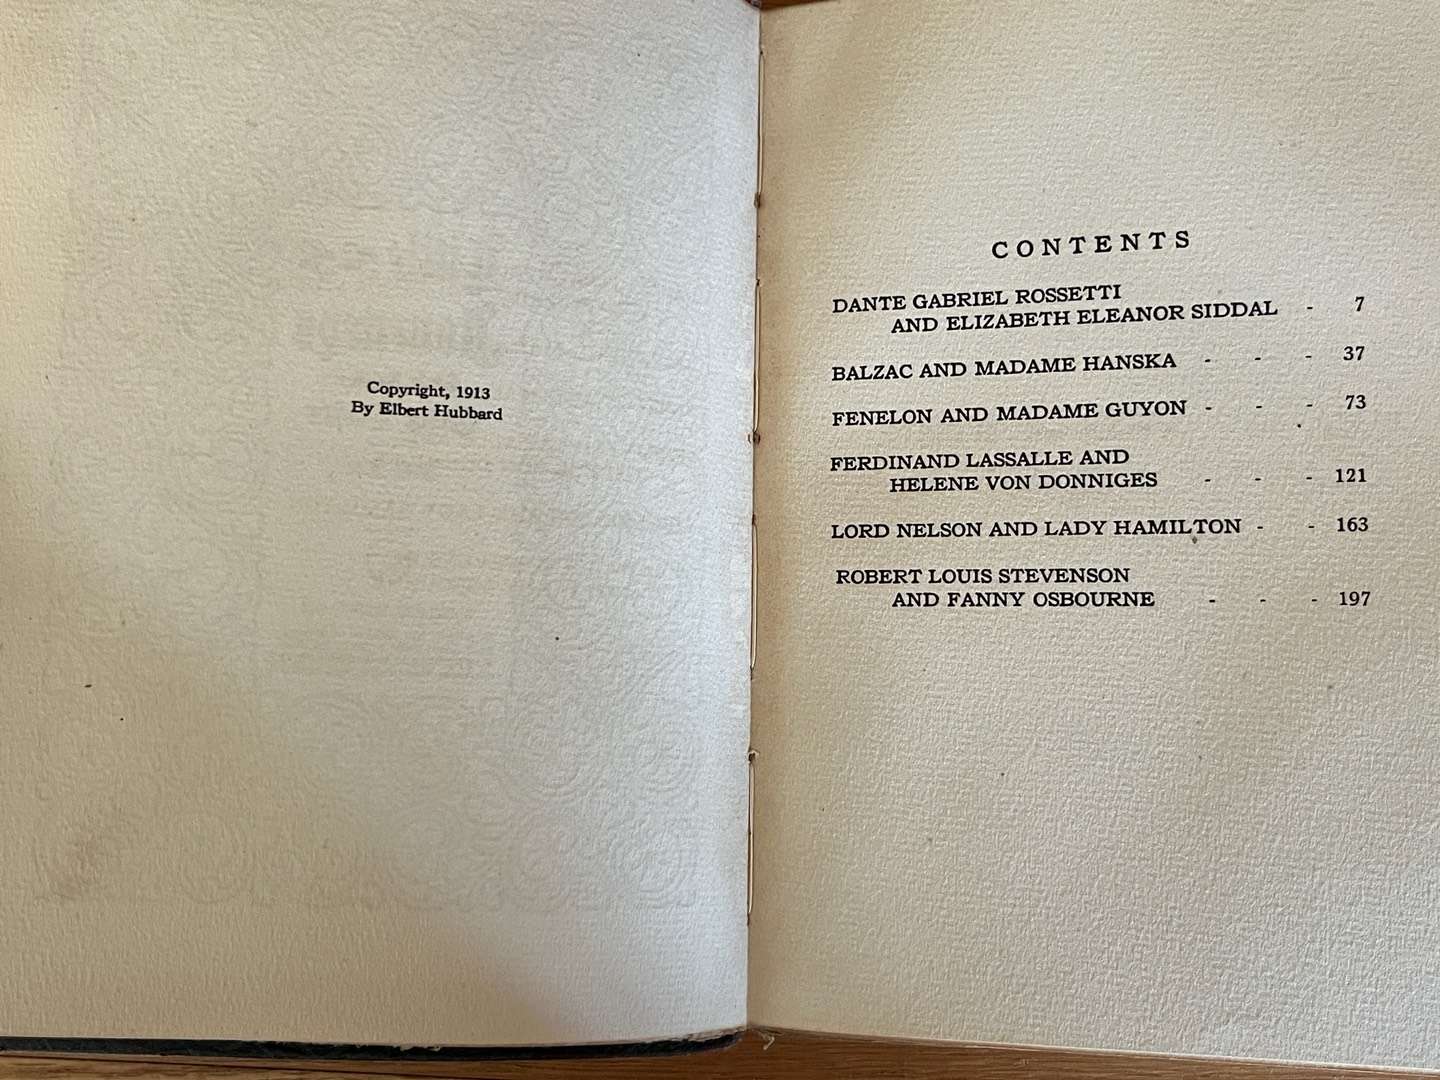 Copyright, 1913
By Elbert Hubbard
CONTENTS
DANTE GABRIEL ROSSETTI
AND ELIZABETH ELEANOR SIDDAL - 7
BALZAC AND MADAME HANSKA - - - 37
FENELON AND MADAME GUYON - - - 73
FERDINAND LASSALLE AND
HELENE VON DONNIGES - - - 121
LORD NELSON AND LADY HAMILTON - - 163
ROBERT LOUIS STEVENSON
AND FANNY OSBOURNE - - - 197